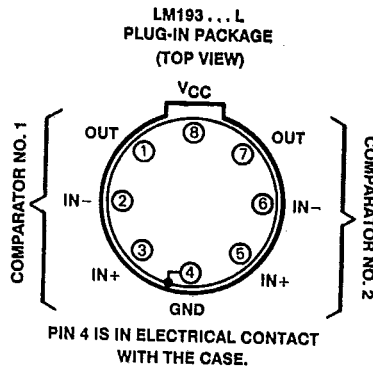 LM193 . . . L
PLUG-IN PACKAGE
(TOP VIEW)
VCC
OUT
OUT
8
1
7
COMPARATOR NO. 1
IN−
2
6
IN−
COMPARATOR NO. 2
3
4
5
IN+
IN+
GND
PIN 4 IS IN ELECTRICAL CONTACT
WITH THE CASE.